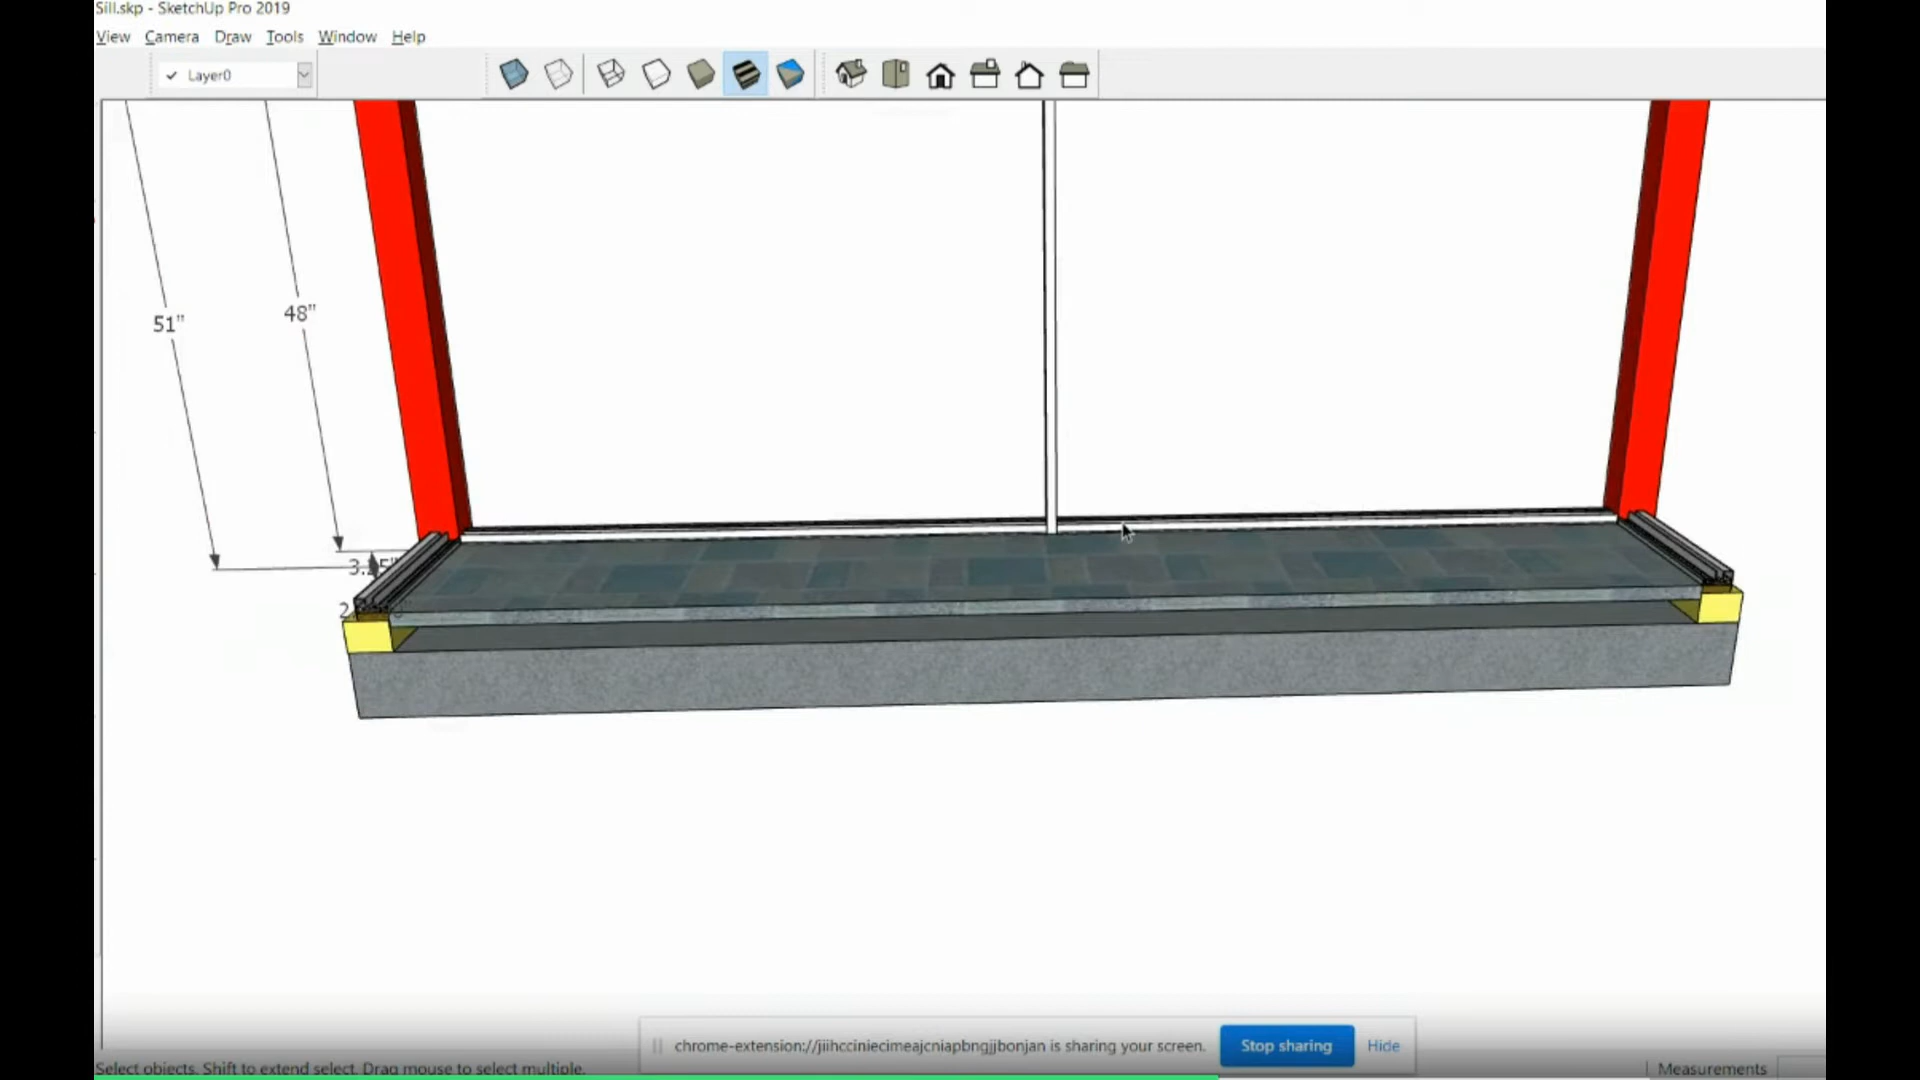 Sill.skp - SketchUp Pro 2019
View Camera Draw Tools Window Help
Layer0
48"
51"
chrome-extension://jiihcciniecimeajcniapbngjjbonjan is sharing your screen. Stop sharing Hide
Select objects. Shift to extend select. Drag mouse to select multiple. Measurements